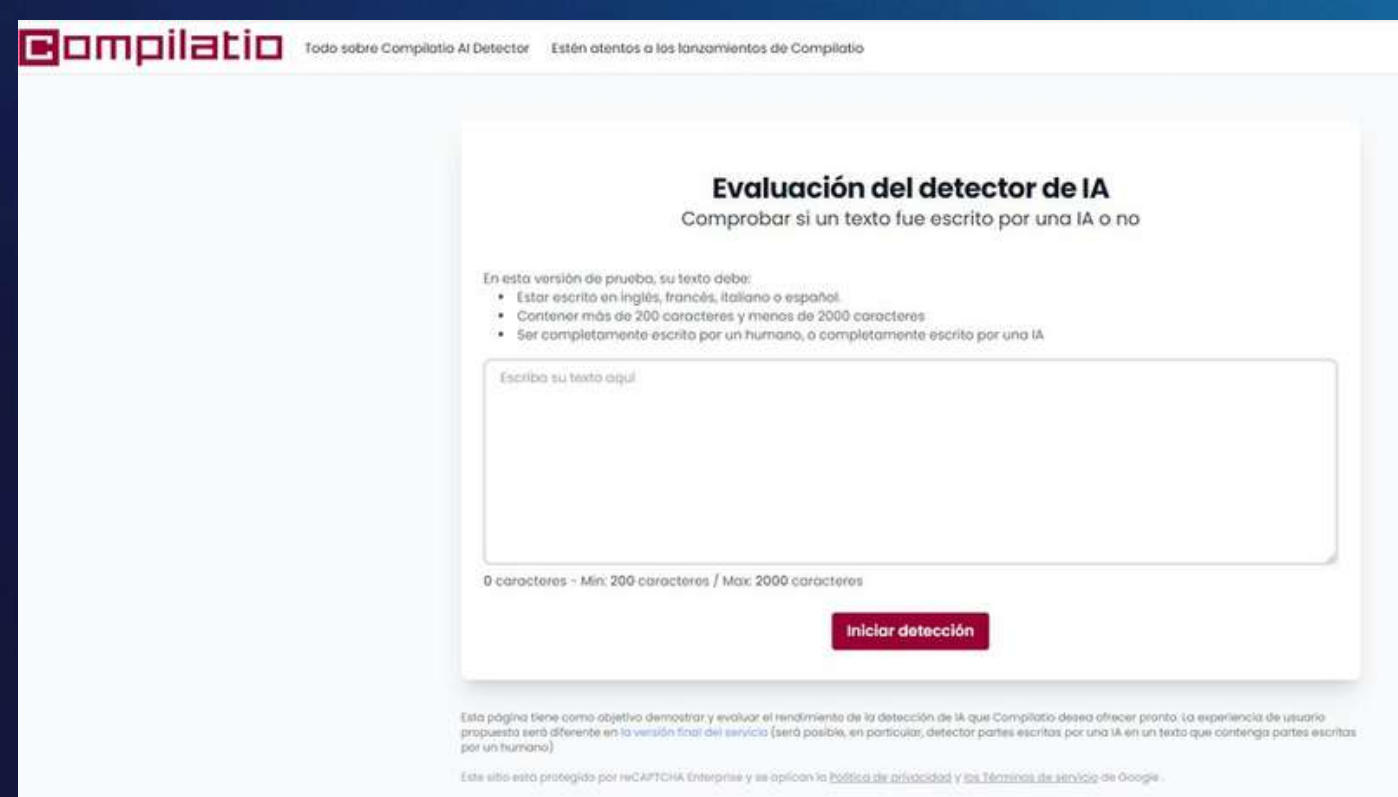 Compilatio
Todo sobre Compilatio AI Detector Estén atentos a los lanzamientos de Compilatio
Evaluación del detector de IA
Comprobar si un texto fue escrito por una IA o no
En esta versión de prueba, su texto debe:
• Estar escrito en inglés, francés, italiano o español.
• Contener más de 200 caracteres y menos de 2000 caracteres
• Ser completamente escrito por un humano, o completamente escrito por una IA
Escriba su texto aquí
0 caracteres - Min: 200 caracteres / Max: 2000 caracteres
Iniciar detección
Esta página tiene como objetivo demostrar y evaluar el rendimiento de la detección de IA que Compilatio desea ofrecer pronto. La experiencia de usuario
propuesta será diferente en la versión final del servicio (será posible, en particular, detectar partes escritas por una IA en un texto que contenga partes escritas
por un humano)
Este sitio está protegido por reCAPTCHA Enterprise y se aplican la Política de privacidad y los Términos de servicio de Google .